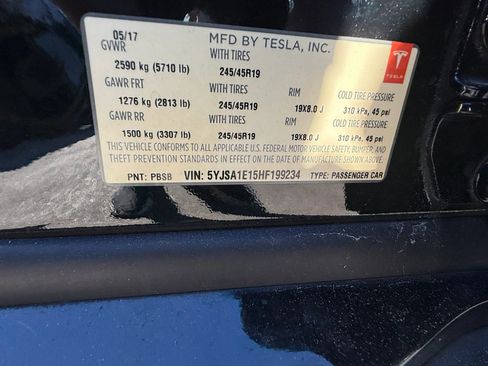 05/17 MFD BY TESLA, INC.
GVWR WITH TIRES
2590 kg (5710 lb) 245/45R19
GAWR FRT WITH TIRES RIM COLD TIRE PRESSURE
1276 kg (2813 lb) 245/45R19 19X8.0 J 310 kPa, 45 psi
GAWR RR WITH TIRES RIM COLD TIRE PRESSURE
1500 kg (3307 lb) 245/45R19 19X8.0 J 310 kPa, 45 psi
THIS VEHICLE CONFORMS TO ALL APPLICABLE U.S. FEDERAL MOTOR VEHICLE SAFETY, BUMPER, AND
THEFT PREVENTION STANDARDS IN EFFECT ON THE DATE OF MANUFACTURE SHOWN ABOVE.
PNT: PBSB VIN: 5YJSA1E15HF199234 TYPE: PASSENGER CAR
TESLA